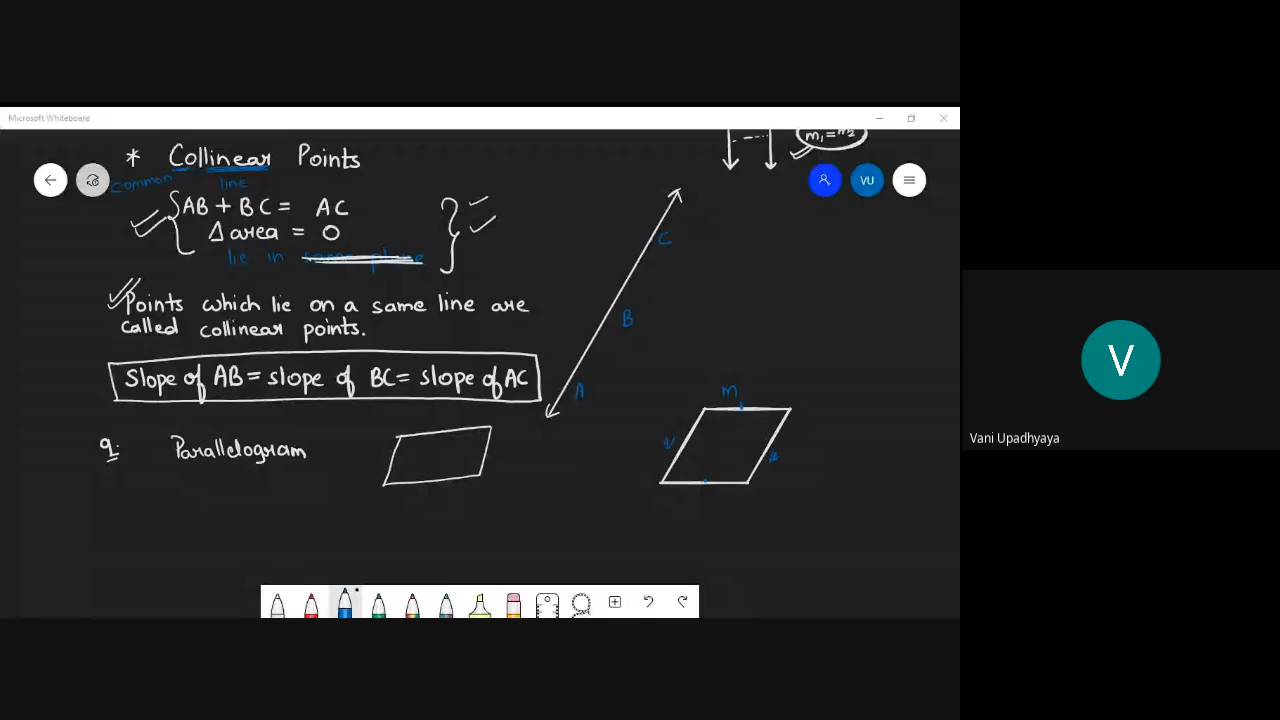 Microsoft Whiteboard
m₁ = m₂
* Collinear Points
common line
VU
AB + BC = AC
Δ area = 0
lie in same plane
C
Points which lie on a same line are
called collinear points.
B
Slope of AB = slope of BC = slope of AC
A
m
q. Parallelogram
V
Vani Upadhyaya